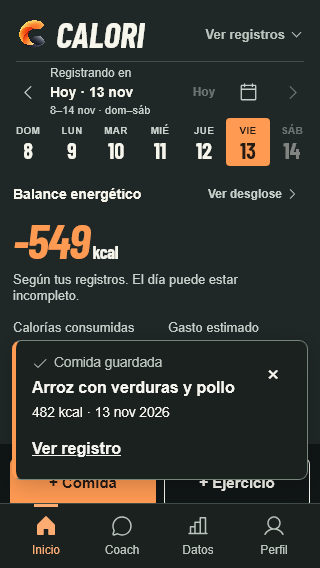 CALORI
Ver registros
Registrando en
Hoy · 13 nov
8–14 nov · dom–sáb
Hoy
DOM LUN MAR MIÉ JUE VIE SÁB
8 9 10 11 12 13 14
Balance energético
Ver desglose
-549 kcal
Según tus registros. El día puede estar
incompleto.
Calorías consumidas
Gasto estimado
Comida guardada
Arroz con verduras y pollo
482 kcal · 13 nov 2026
Ver registro
+ Comida
+ Ejercicio
Inicio
Coach
Datos
Perfil